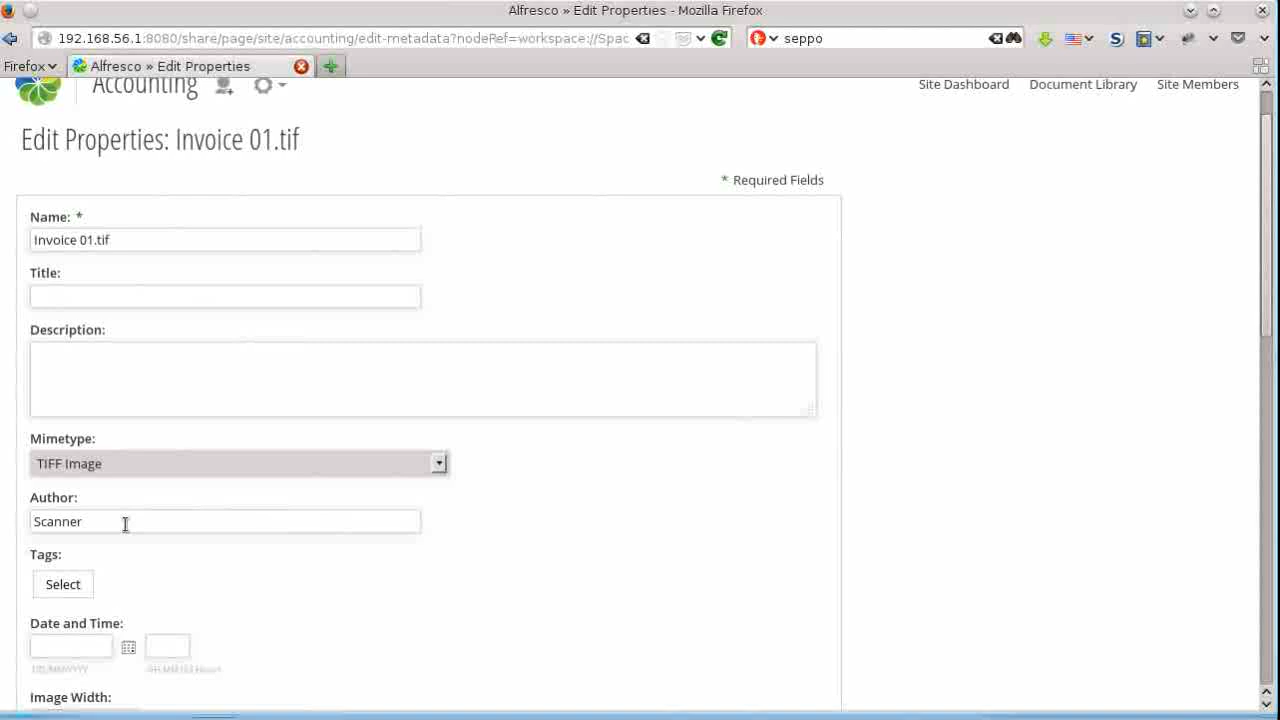 Alfresco » Edit Properties - Mozilla Firefox
192.168.56.1:8080/share/page/site/accounting/edit-metadata?nodeRef=workspace://Spac
seppo
Firefox
Alfresco » Edit Properties
Accounting
Site Dashboard
Document Library
Site Members
Edit Properties: Invoice 01.tif
* Required Fields
Name: *
Invoice 01.tif
Title:
Description:
Mimetype:
TIFF Image
Author:
Scanner
Tags:
Select
Date and Time:
Image Width: